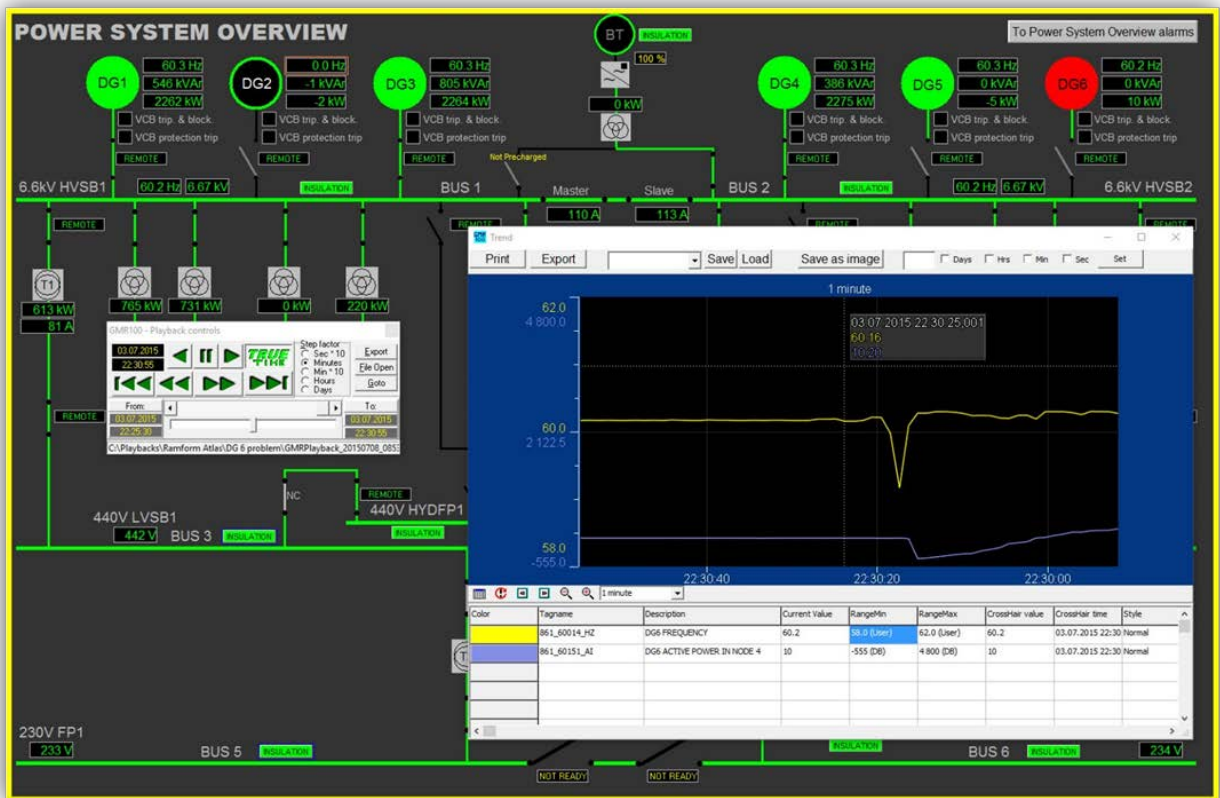 POWER SYSTEM OVERVIEW
BT
INSULATION
To Power System Overview alarms
100 %
DG1
60.3 Hz
546 kVAr
2262 kW
DG2
0.0 Hz
-1 kVAr
-2 kW
DG3
60.3 Hz
805 kVAr
2264 kW
0 kW
DG4
60.3 Hz
386 kVAr
2275 kW
DG5
60.3 Hz
0 kVAr
-5 kW
DG6
60.2 Hz
0 kVAr
10 kW
VCB trip. & block.
VCB protection trip
VCB trip. & block.
VCB protection trip
VCB trip. & block.
VCB protection trip
VCB trip. & block.
VCB protection trip
VCB trip. & block.
VCB protection trip
VCB trip. & block.
VCB protection trip
REMOTE
REMOTE
REMOTE
REMOTE
REMOTE
REMOTE
Not Precharged
6.6kV HVSB1
60.2 Hz 6.67 kV
INSULATION
BUS 1
Master
Slave
BUS 2
INSULATION
60.2 Hz 6.67 kV
6.6kV HVSB2
110 A
113 A
REMOTE
T1
613 kW
81 A
765 kW
731 kW
0 kW
220 kW
GMR100 - Playback controls
03.07.2015
22:30:55
TRUE TIME
Step factor
Sec * 10
Minutes
Min * 10
Hours
Days
Export
File Open
Goto
From:
03.07.2015
22:25:30
To:
03.07.2015
22:30:55
C:\Playbacks\Ramform Atlas\DG 6 problem\GMRPlayback_20150708_085
REMOTE
NC
REMOTE
440V HYDFP1
INSULATION
440V LVSB1
442 V
BUS 3
INSULATION
Trend
Print
Export
Save
Load
Save as image
Days
Hrs
Min
Sec
Set
1 minute
62.0
4 800.0
03.07.2015 22:30:25,001
60.16
10.20
60.0
2 122.5
58.0
-555.0
22:30:40
22:30:20
22:30:00
1 minute
Color Tagname Description Current Value RangeMin RangeMax CrossHair value CrossHair time Style
861_60014_HZ DG6 FREQUENCY 60.2 58.0 (User) 62.0 (User) 60.2 03.07.2015 22:30 Normal
861_60151_AI DG6 ACTIVE POWER IN NODE 4 10 -555 (DB) 4 800 (DB) 10 03.07.2015 22:30 Normal
230V FP1
233 V
BUS 5
INSULATION
NOT READY
NOT READY
INSULATION
BUS 6
INSULATION
234 V